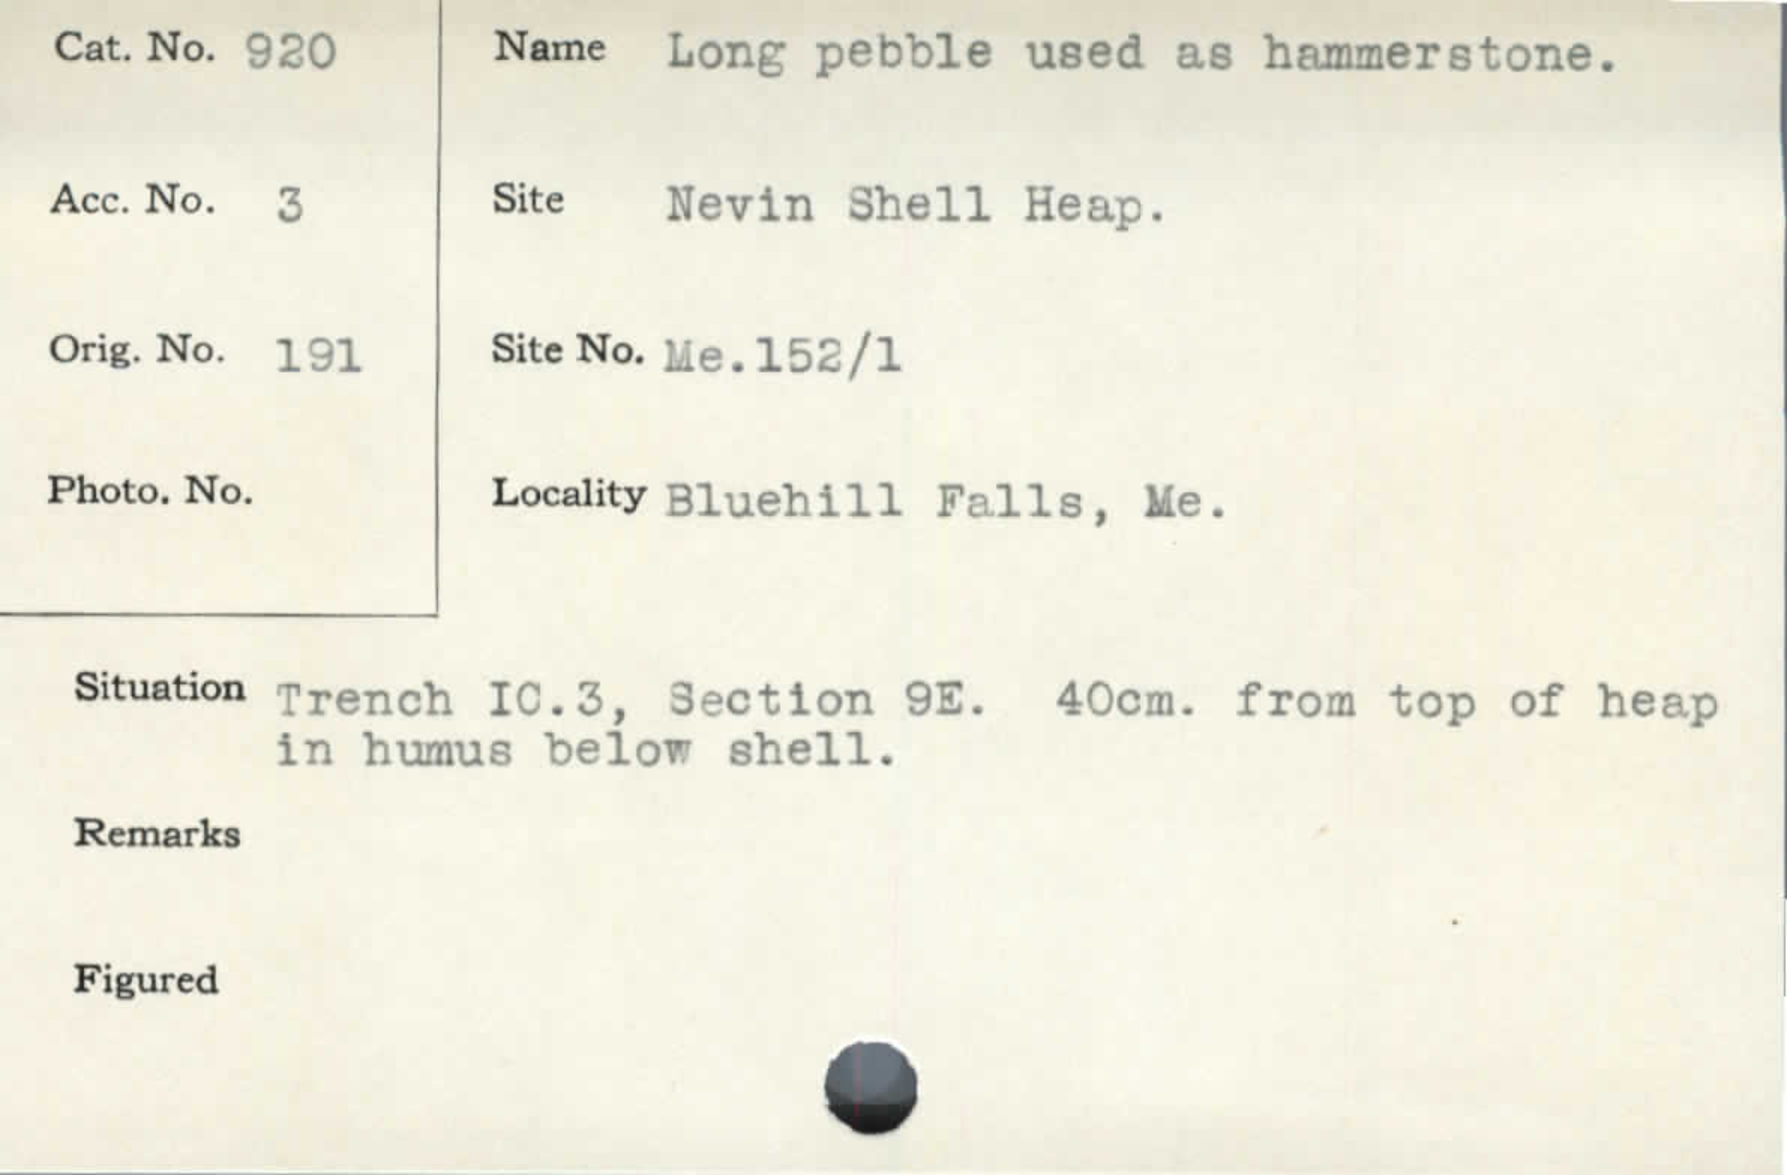 Cat. No. 920
Name Long pebble used as hammerstone.
Acc. No. 3
Site Nevin Shell Heap.
Orig. No. 191
Site No. Me.152/1
Photo. No.
Locality Bluehill Falls, Me.
Situation Trench IC.3, Section 9E. 40cm. from top of heap
in humus below shell.
Remarks
Figured